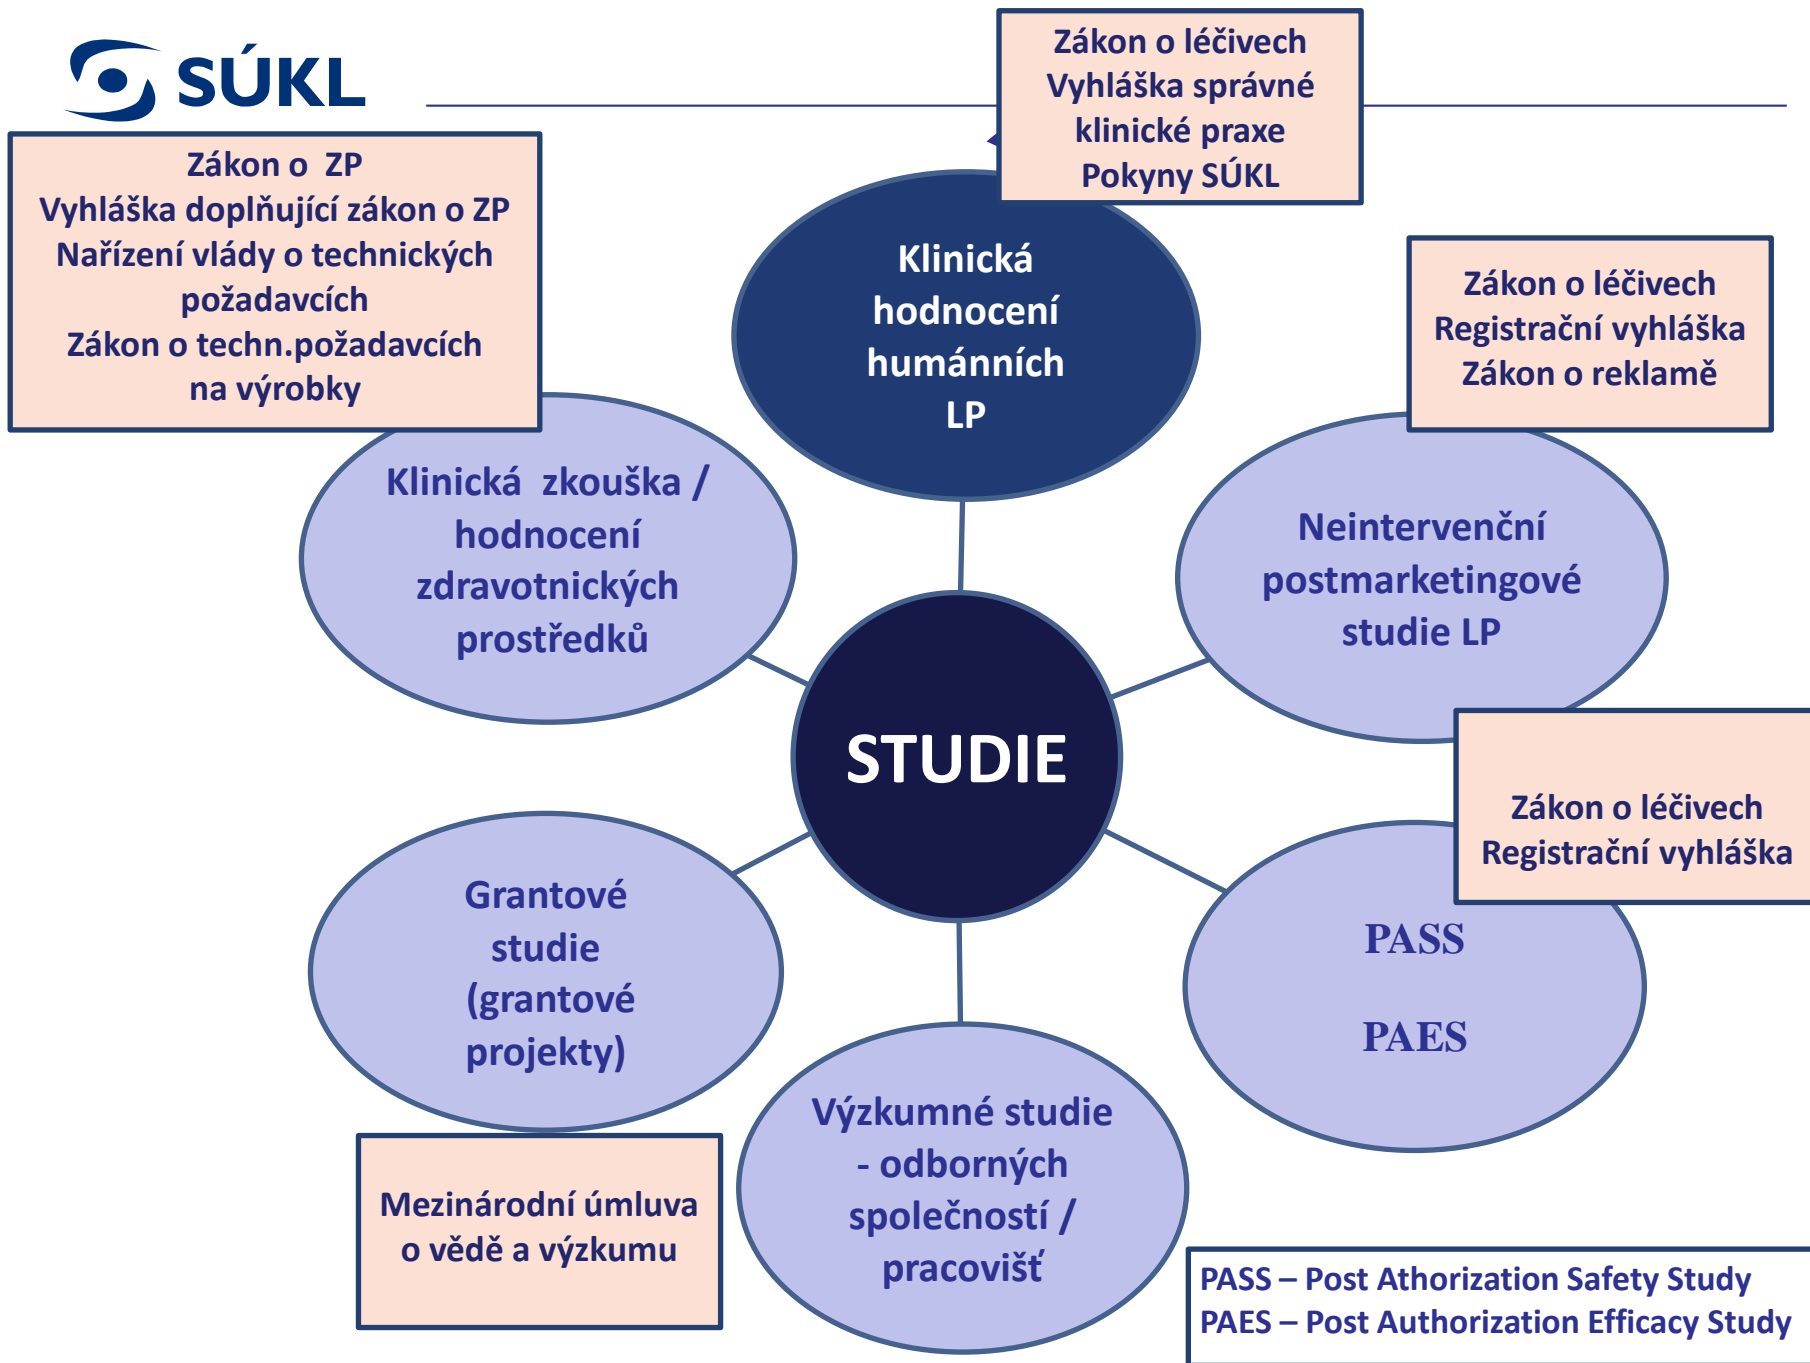 SÚKL
Zákon o léčivech
Vyhláška správné
klinické praxe
Pokyny SÚKL
Zákon o  ZP
Vyhláška doplňující zákon o ZP
Nařízení vlády o technických
požadavcích
Zákon o techn.požadavcích
na výrobky
Klinická
hodnocení
humánních
LP
Zákon o léčivech
Registrační vyhláška
Zákon o reklamě
Klinická  zkouška /
hodnocení
zdravotnických
prostředků
Neintervenční
postmarketingové
studie LP
STUDIE
Zákon o léčivech
Registrační vyhláška
Grantové
studie
(grantové
projekty)
PASS
PAES
Výzkumné studie
- odborných
společností /
pracovišť
Mezinárodní úmluva
o vědě a výzkumu
PASS – Post Athorization Safety Study
PAES – Post Authorization Efficacy Study